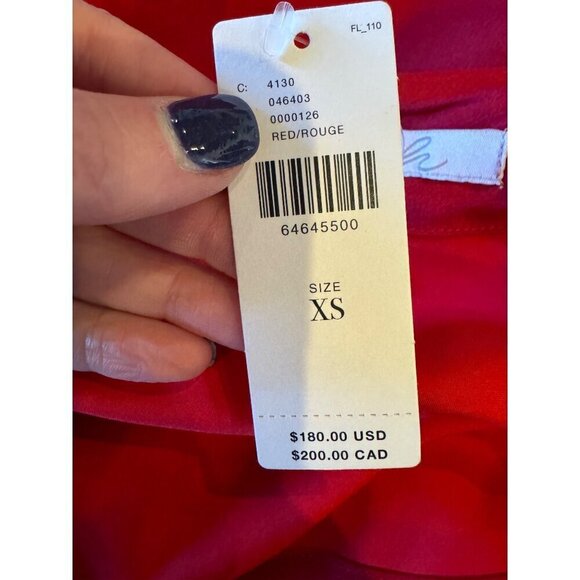 FL_110
C: 4130
046403
0000126
RED/ROUGE
64645500
SIZE
XS
$180.00 USD
$200.00 CAD